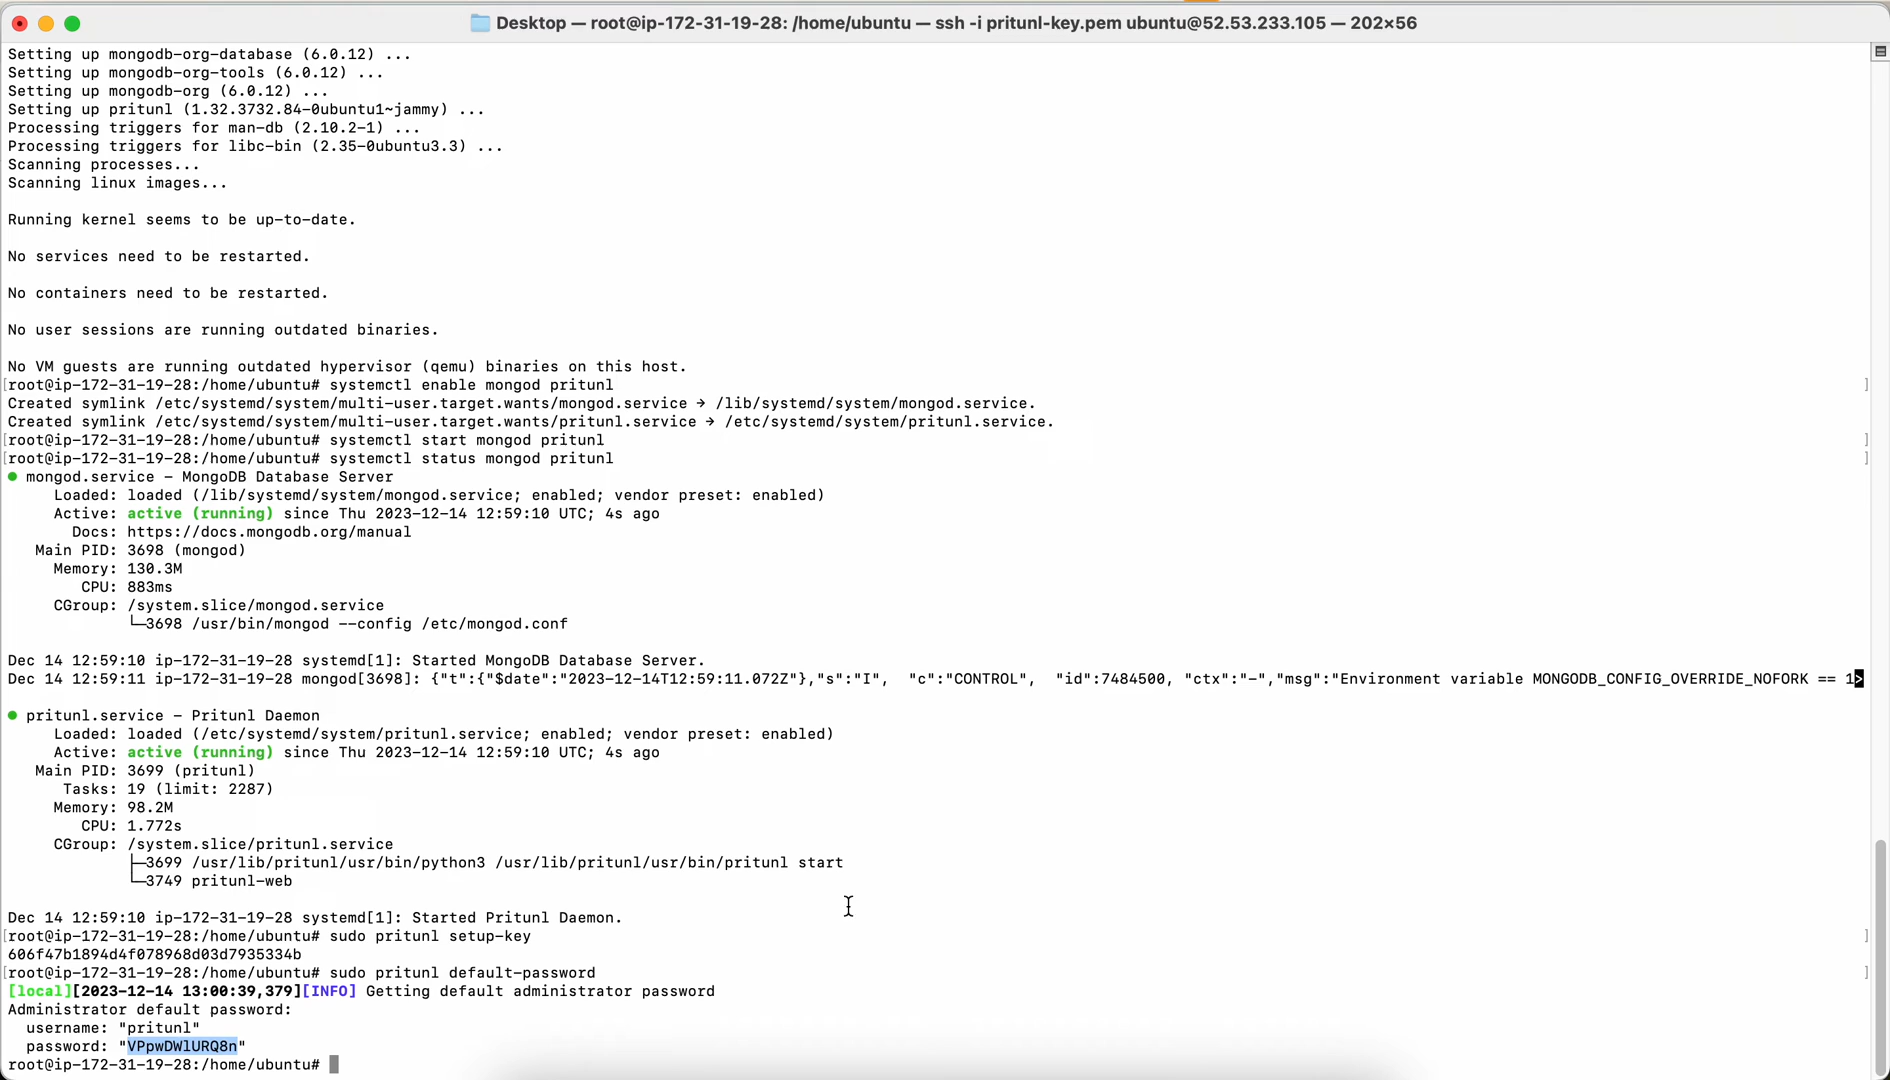 Desktop — root@ip-172-31-19-28: /home/ubuntu — ssh -i pritunl-key.pem ubuntu@52.53.233.105 — 202×56
Setting up mongodb-org-database (6.0.12) ...
Setting up mongodb-org-tools (6.0.12) ...
Setting up mongodb-org (6.0.12) ...
Setting up pritunl (1.32.3732.84-0ubuntu1~jammy) ...
Processing triggers for man-db (2.10.2-1) ...
Processing triggers for libc-bin (2.35-0ubuntu3.3) ...
Scanning processes...
Scanning linux images...
Running kernel seems to be up-to-date.
No services need to be restarted.
No containers need to be restarted.
No user sessions are running outdated binaries.
No VM guests are running outdated hypervisor (qemu) binaries on this host.
[root@ip-172-31-19-28:/home/ubuntu# systemctl enable mongod pritunl ]
Created symlink /etc/systemd/system/multi-user.target.wants/mongod.service → /lib/systemd/system/mongod.service.
Created symlink /etc/systemd/system/multi-user.target.wants/pritunl.service → /etc/systemd/system/pritunl.service.
[root@ip-172-31-19-28:/home/ubuntu# systemctl start mongod pritunl ]
[root@ip-172-31-19-28:/home/ubuntu# systemctl status mongod pritunl ]
● mongod.service - MongoDB Database Server
Loaded: loaded (/lib/systemd/system/mongod.service; enabled; vendor preset: enabled)
Active: active (running) since Thu 2023-12-14 12:59:10 UTC; 4s ago
Docs: https://docs.mongodb.org/manual
Main PID: 3698 (mongod)
Memory: 130.3M
CPU: 883ms
CGroup: /system.slice/mongod.service
└─3698 /usr/bin/mongod --config /etc/mongod.conf
Dec 14 12:59:10 ip-172-31-19-28 systemd[1]: Started MongoDB Database Server.
Dec 14 12:59:11 ip-172-31-19-28 mongod[3698]: {"t":{"$date":"2023-12-14T12:59:11.072Z"},"s":"I",  "c":"CONTROL",  "id":7484500, "ctx":"-","msg":"Environment variable MONGODB_CONFIG_OVERRIDE_NOFORK == 1>
● pritunl.service - Pritunl Daemon
Loaded: loaded (/etc/systemd/system/pritunl.service; enabled; vendor preset: enabled)
Active: active (running) since Thu 2023-12-14 12:59:10 UTC; 4s ago
Main PID: 3699 (pritunl)
Tasks: 19 (limit: 2287)
Memory: 98.2M
CPU: 1.772s
CGroup: /system.slice/pritunl.service
├─3699 /usr/lib/pritunl/usr/bin/python3 /usr/lib/pritunl/usr/bin/pritunl start
└─3749 pritunl-web
Dec 14 12:59:10 ip-172-31-19-28 systemd[1]: Started Pritunl Daemon.
[root@ip-172-31-19-28:/home/ubuntu# sudo pritunl setup-key ]
606f47b1894d4f078968d03d7935334b
[root@ip-172-31-19-28:/home/ubuntu# sudo pritunl default-password ]
[local][2023-12-14 13:00:39,379][INFO] Getting default administrator password
Administrator default password:
username: "pritunl"
password: "VPpwDWlURQ8n"
root@ip-172-31-19-28:/home/ubuntu#